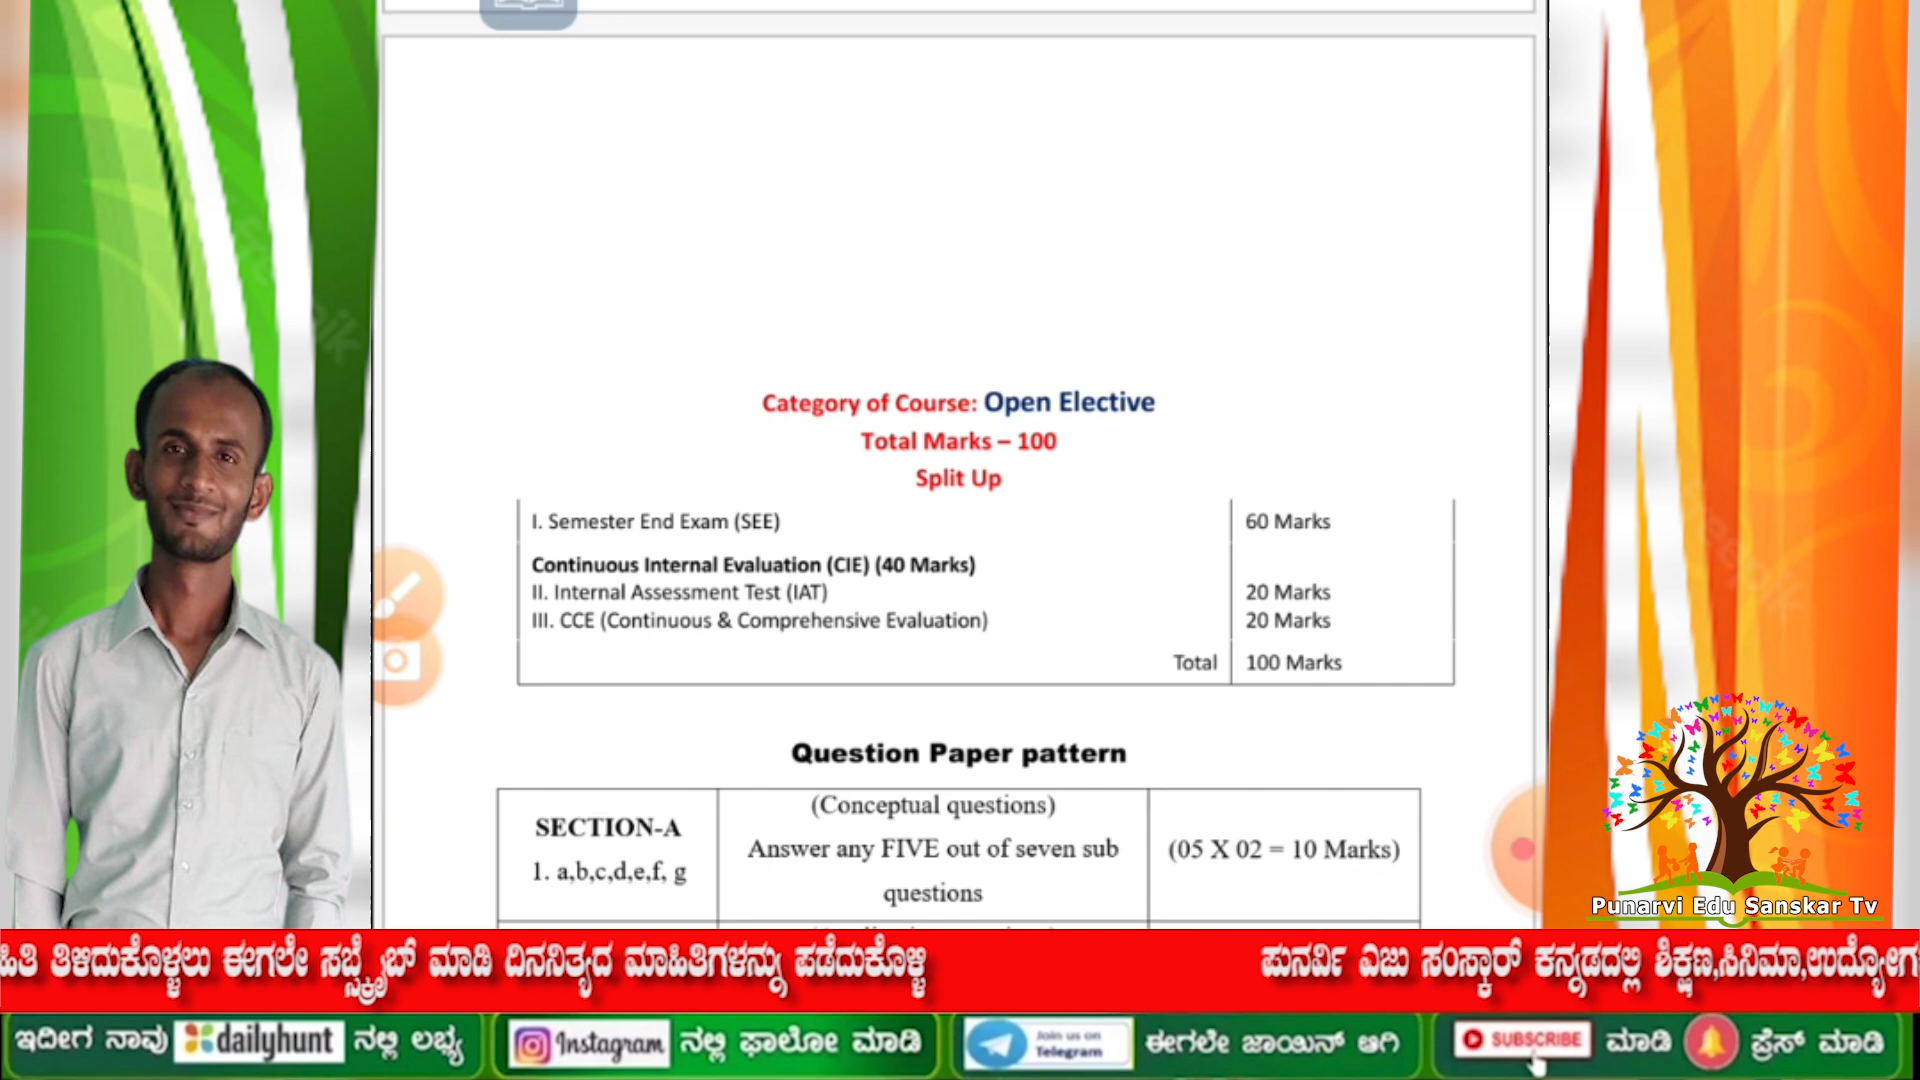 Category of Course: Open Elective
Total Marks – 100
Split Up
I. Semester End Exam (SEE) 60 Marks
Continuous Internal Evaluation (CIE) (40 Marks)
II. Internal Assessment Test (IAT) 20 Marks
III. CCE (Continuous & Comprehensive Evaluation) 20 Marks
Total 100 Marks
Question Paper pattern
SECTION-A
1. a,b,c,d,e,f, g
(Conceptual questions)
Answer any FIVE out of seven sub
questions
(05 X 02 = 10 Marks)
Punarvi Edu Sanskar Tv
ತಿಳಿದುಕೊಳ್ಳಲು ಈಗಲೇ ಸಬ್ಸ್ಕ್ರೈಬ್ ಮಾಡಿ ದಿನನಿತ್ಯದ ಮಾಹಿತಿಗಳನ್ನು ಪಡೆದುಕೊಳ್ಳಿ ಪುನರ್ವಿ ಎಜು ಸಂಸ್ಕಾರ್ ಕನ್ನಡದಲ್ಲಿ ಶಿಕ್ಷಣ,ಸಿನಿಮಾ,ಉದ್ಯೋಗ
ಇದೀಗ ನಾವು dailyhunt ನಲ್ಲಿ ಲಭ್ಯ
Instagram ನಲ್ಲಿ ಫಾಲೋ ಮಾಡಿ
Join us on
Telegram
ಈಗಲೇ ಜಾಯಿನ್ ಆಗಿ
SUBSCRIBE ಮಾಡಿ ಪ್ರೆಸ್ ಮಾಡಿ